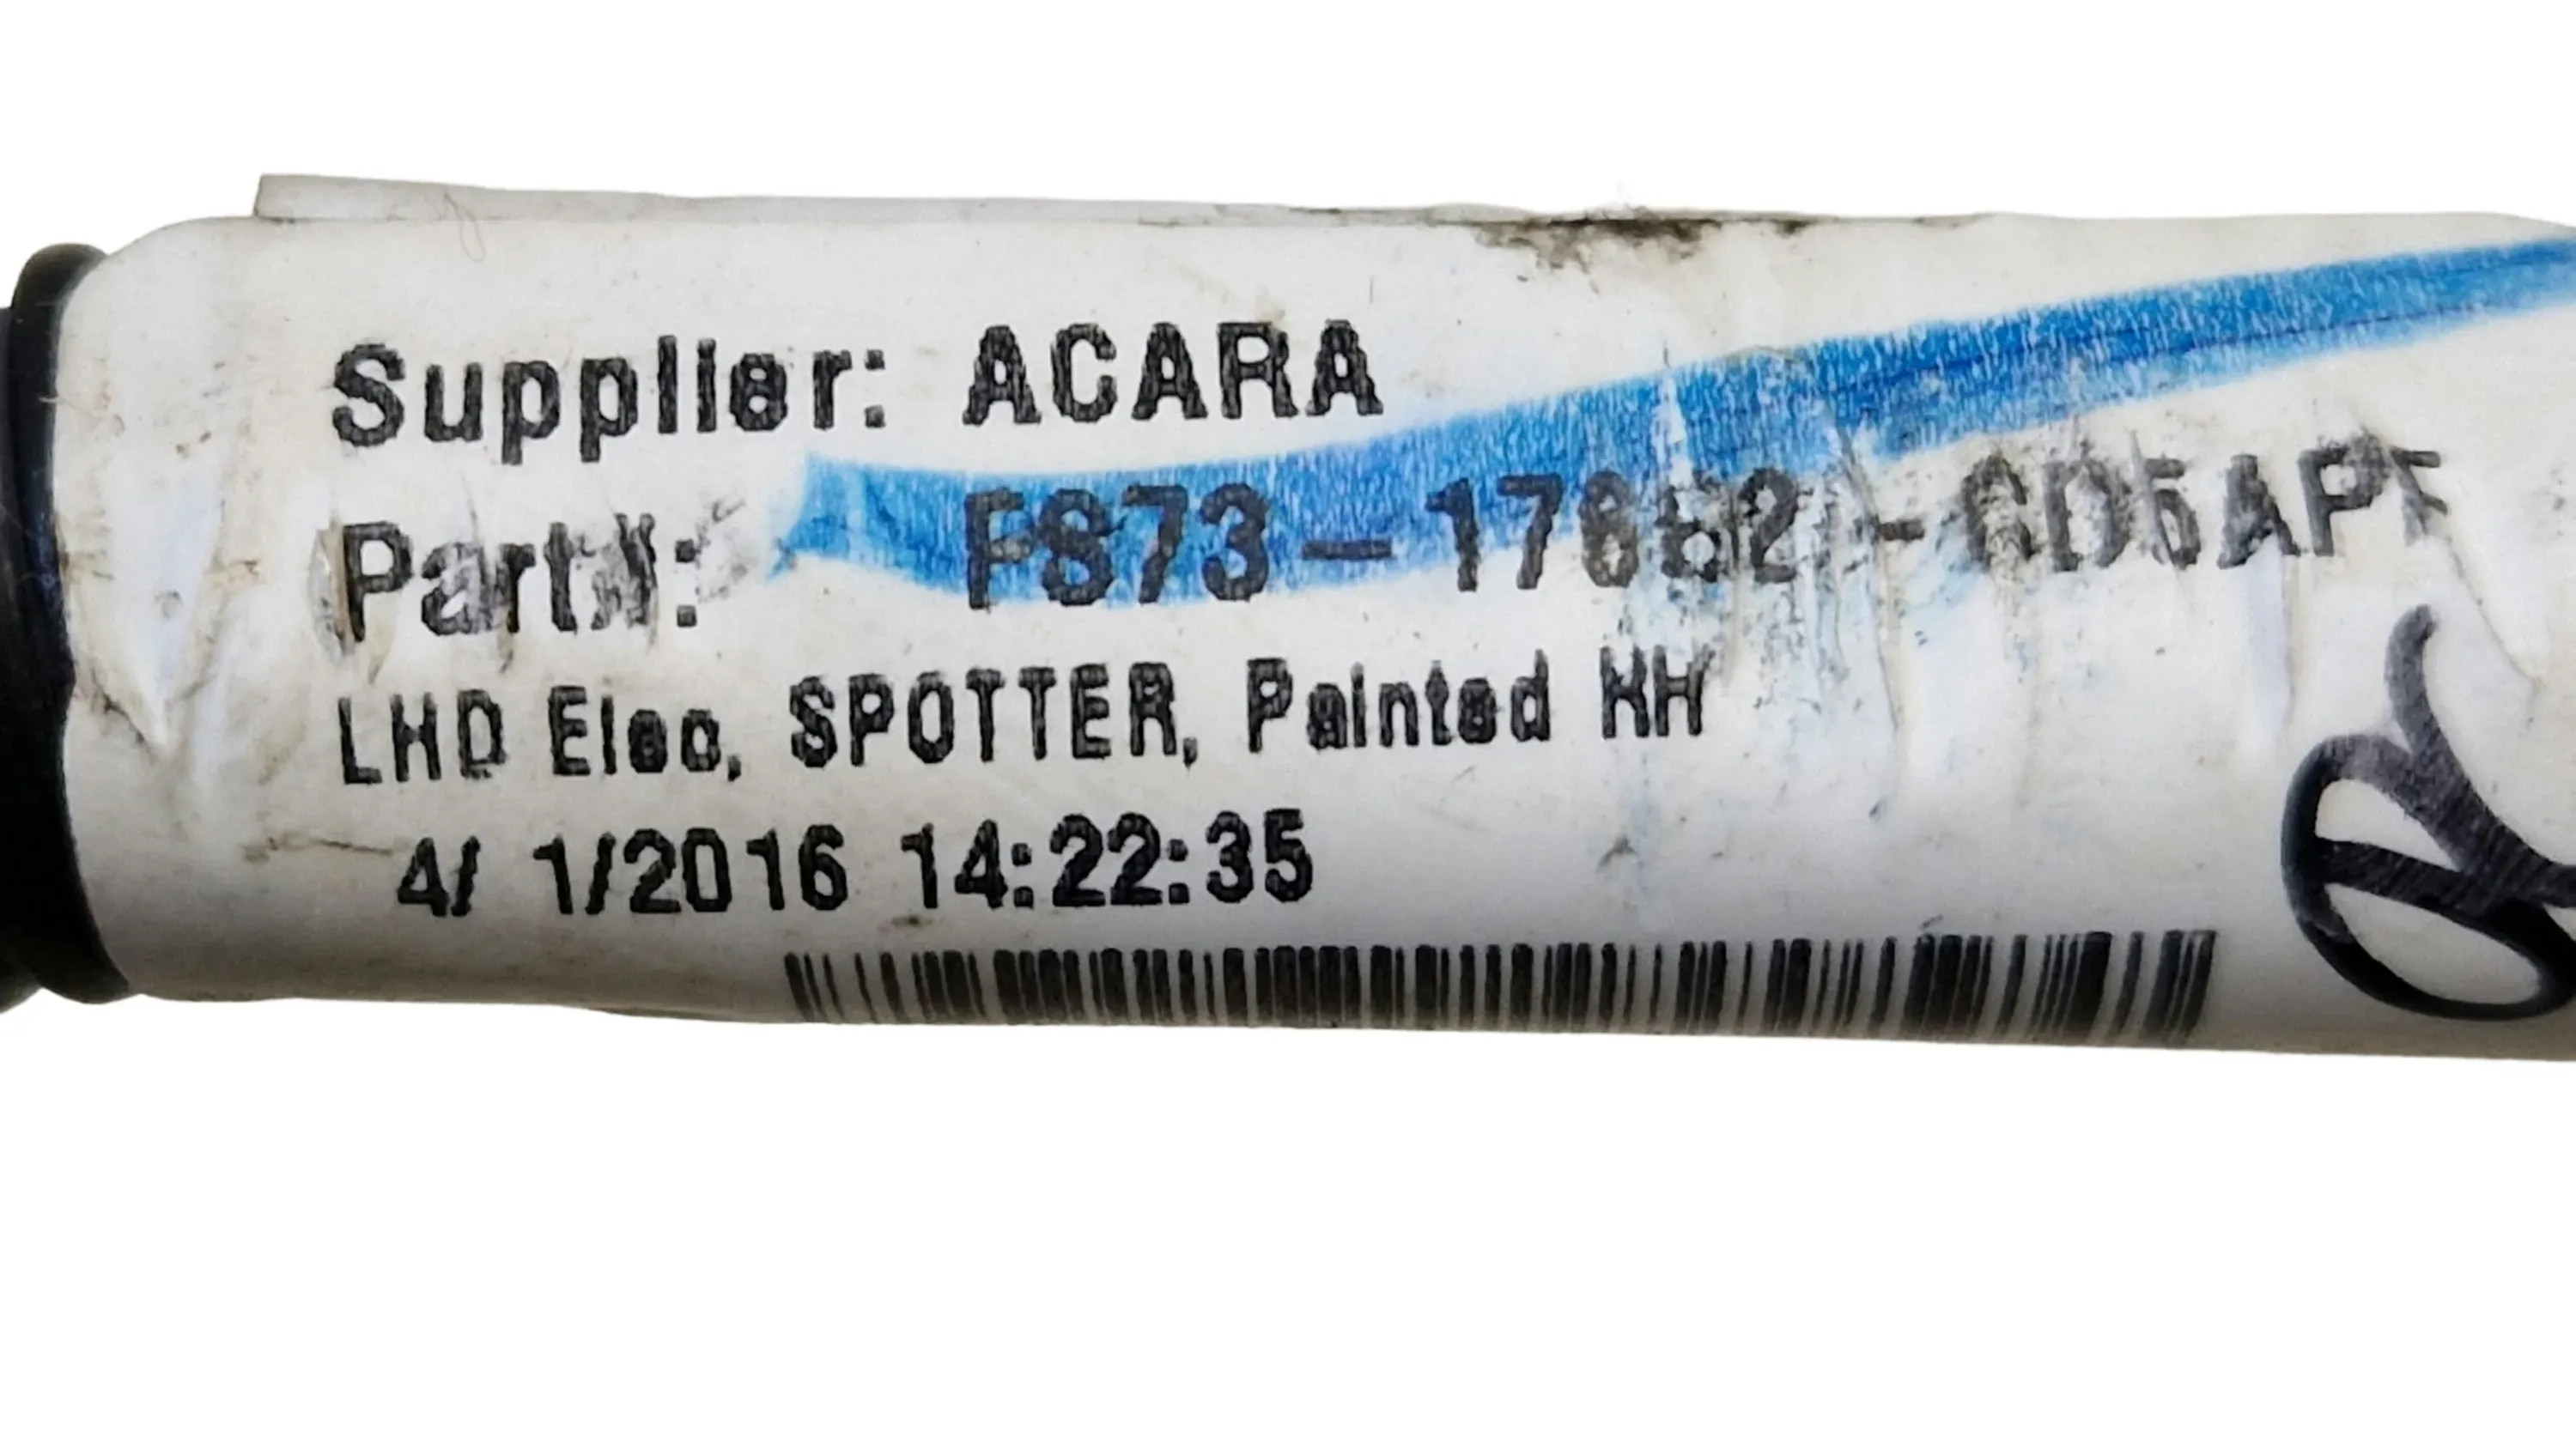 Supplier: ACARA
Part#: FS73-17682-CD5APF
LHD Elec, SPOTTER, Painted RH
4/ 1/2016 14:22:35